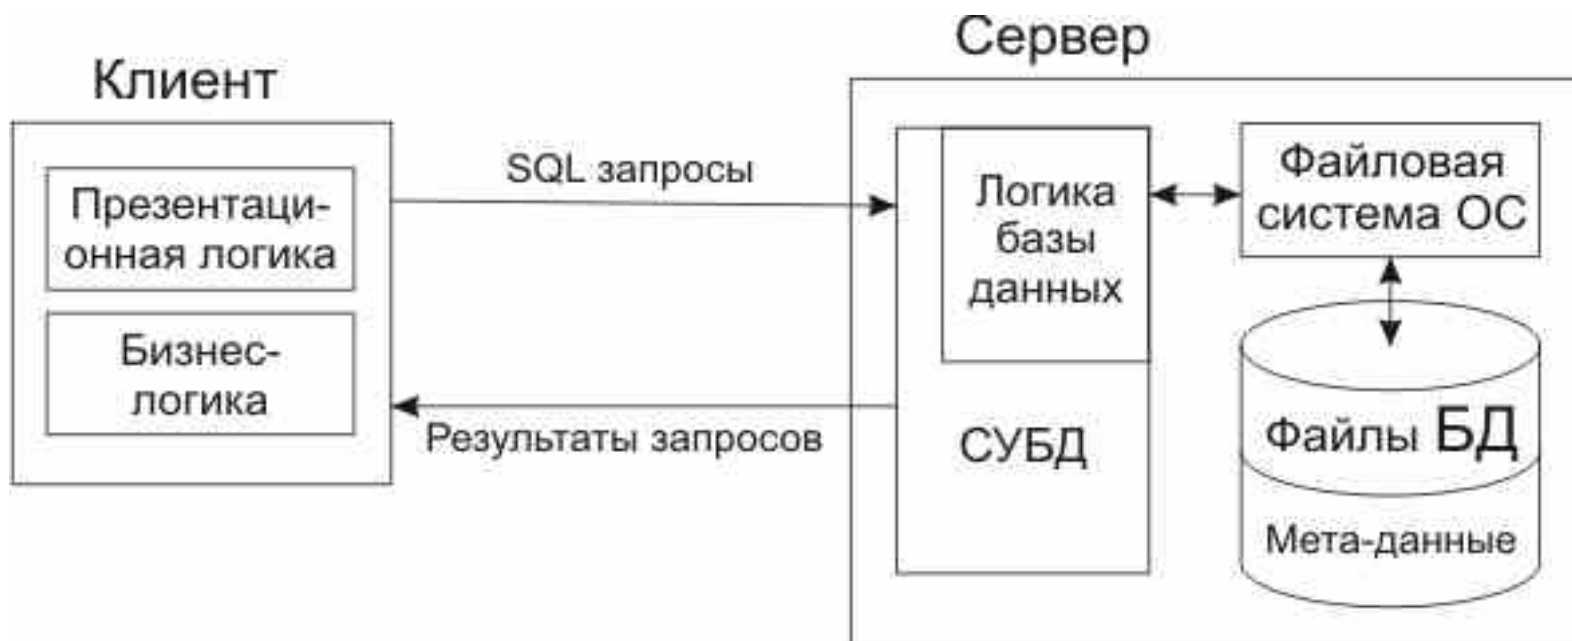 Клиент
Презентаци-
онная логика
Бизнес-
логика
SQL запросы
Результаты запросов
Сервер
Логика
базы
данных
СУБД
Файловая
система ОС
Файлы БД
Мета-данные